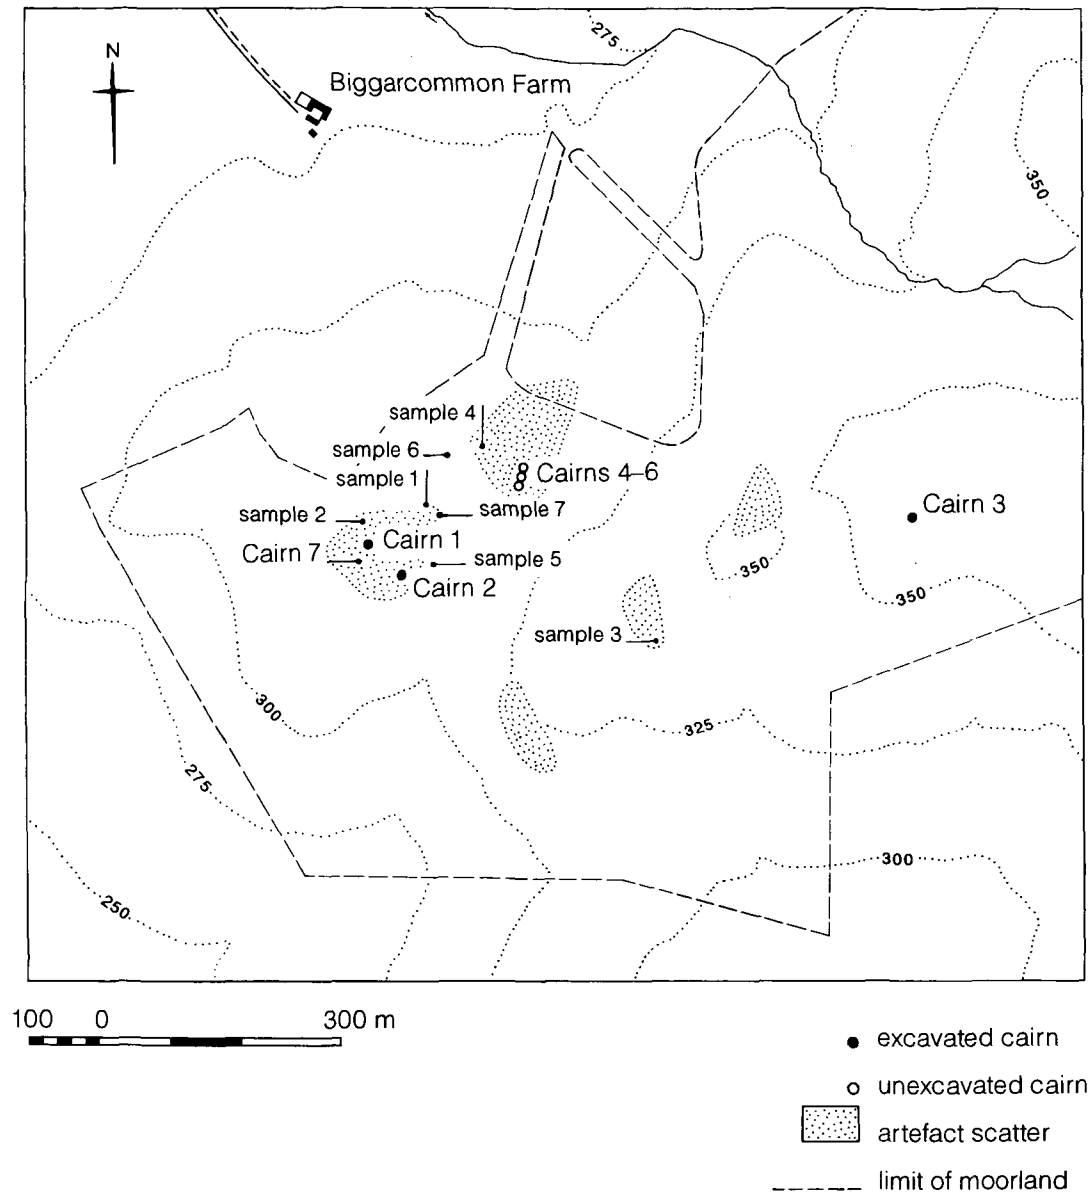 275
N
Biggarcommon Farm
350
sample 4
sample 6
sample 1
Cairns 4–6
sample 2
sample 7
Cairn 3
Cairn 1
Cairn 7
sample 5
350
Cairn 2
350
sample 3
300
325
275
300
250
100 0 300 m
excavated cairn
unexcavated cairn
artefact scatter
limit of moorland